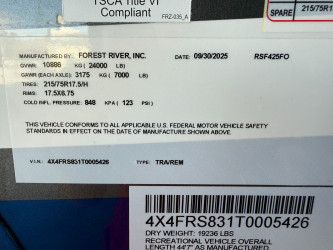 TSCA Title VI
Compliant
FRZ-035_A
SPARE
215/75R
MANUFACTURED BY: FOREST RIVER, INC. DATE: 09/30/2025 RSF425FO
GVWR: 10886 KG ( 24000 LB)
GAWR (EACH AXLE): 3175 KG ( 7000 LB)
TIRES: 215/75R17.5/H
RIMS: 17.5X6.75
COLD INFL. PRESSURE: 848 KPA ( 123 PSI)
THIS VEHICLE CONFORMS TO ALL APPLICABLE U.S. FEDERAL MOTOR VEHICLE SAFETY
STANDARDS IN EFFECT ON THE DATE OF MANUFACTURE SHOWN ABOVE
V.I.N.: 4X4FRS831T0005426 TYPE: TRA/REM
4X4FRS831T0005426
DRY WEIGHT: 19236 LBS
RECREATIONAL VEHICLE OVERALL
LENGTH 44'7" AS MANUFACTURED